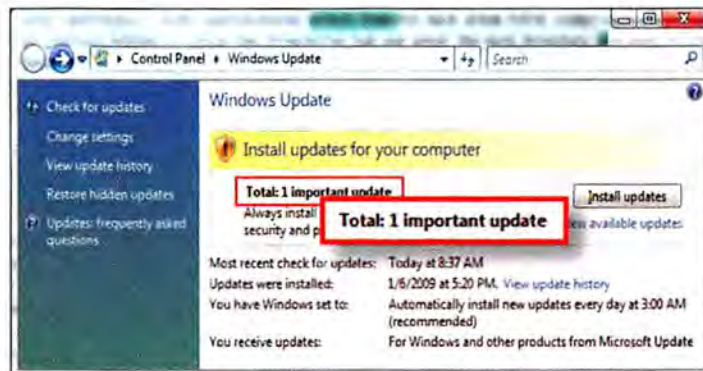 Control Panel ▸ Windows Update
Search
Check for updates
Change settings
View update history
Restore hidden updates
Updates: frequently asked
questions
Windows Update
Install updates for your computer
Total: 1 important update
Install updates
Always install
security and
available updates
Total: 1 important update
Most recent check for updates: Today at 8:37 AM
Updates were installed: 1/6/2009 at 5:20 PM. View update history
You have Windows set to: Automatically install new updates every day at 3:00 AM
(recommended)
You receive updates: For Windows and other products from Microsoft Update